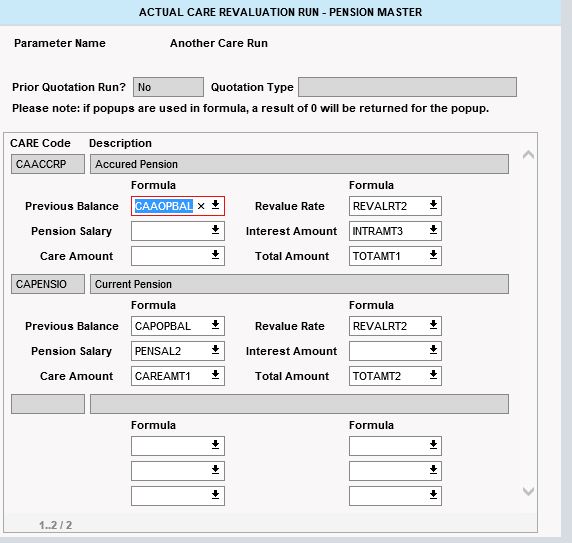 ACTUAL CARE REVALUATION RUN - PENSION MASTER
Parameter Name Another Care Run
Prior Quotation Run? No Quotation Type
Please note: if popups are used in formula, a result of 0 will be returned for the popup.
CARE Code Description
CAACCRP Accured Pension
Formula Formula
Previous Balance CAAOPBAL × Revalue Rate REVALRT2
Pension Salary Interest Amount INTRAMT3
Care Amount Total Amount TOTAMT1
CAPENSIO Current Pension
Formula Formula
Previous Balance CAPOPBAL Revalue Rate REVALRT2
Pension Salary PENSAL2 Interest Amount
Care Amount CAREAMT1 Total Amount TOTAMT2
Formula Formula
1..2 / 2